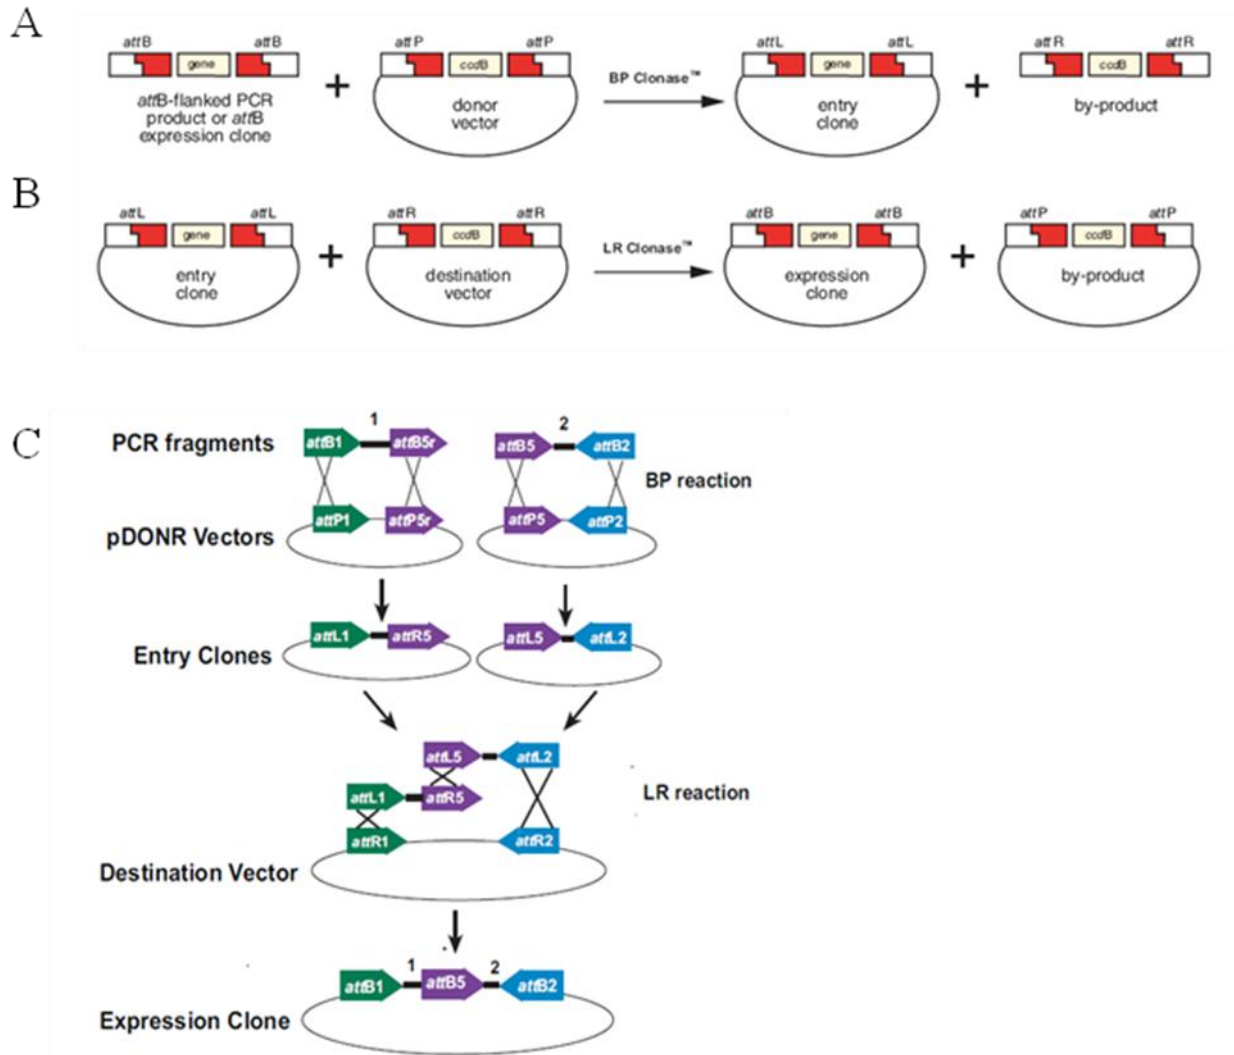 A
attB attB attP attP attL attL attR attR
gene ccdB BP Clonase™ gene ccdB
+ +
attB-flanked PCR
product or attB
expression clone
donor
vector
entry
clone
by-product
B
attL attL attR attR attB attB attP attP
gene ccdB LR Clonase™ gene ccdB
+ +
entry
clone
destination
vector
expression
clone
by-product
C
1 2
PCR fragments attB1 attB5r attB5 attB2
BP reaction
pDONR Vectors attP1 attP5r attP5 attP2
Entry Clones attL1 attR5 attL5 attL2
attL5 attL2
attL1 attR5 LR reaction
attR1 attR2
Destination Vector
1 2
attB1 attB5 attB2
Expression Clone